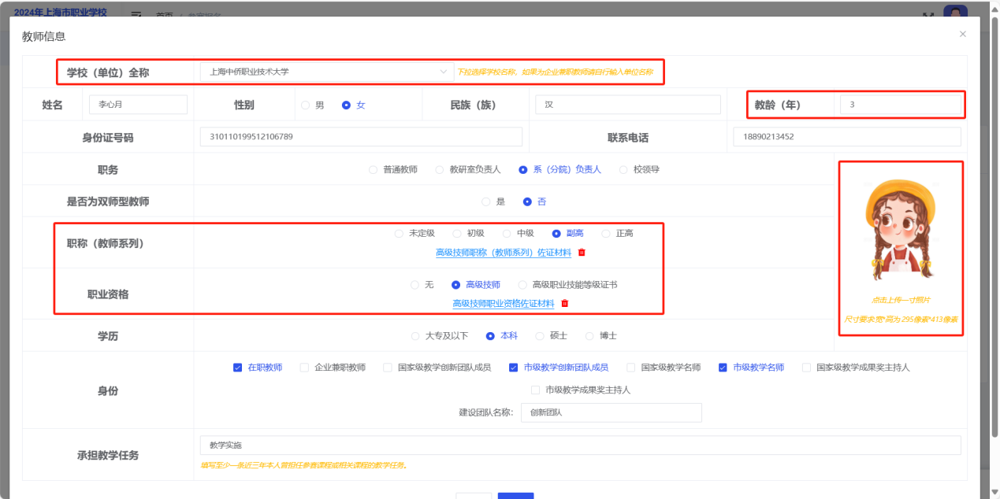 2024年上海市职业学校
首页 / 参赛报名
教师信息
学校（单位）全称 上海中侨职业技术大学 下拉选择学校名称，如果为企业兼职教师请自行输入单位名称
姓名 李心月 性别 男 女 民族（族） 汉 教龄（年） 3
身份证号码 310110199512106789 联系电话 18890213452
职务 普通教师 教研室负责人 系（分院）负责人 校领导
是否为双师型教师 是 否
职称（教师系列） 未定级 初级 中级 副高 正高
高级技师职称（教师系列）佐证材料
职业资格 无 高级技师 高级职业技能等级证书
高级技师职业资格佐证材料
点击上传一寸照片
尺寸要求:宽*高为 295像素*413像素
学历 大专及以下 本科 硕士 博士
身份 在职教师 企业兼职教师 国家级教学创新团队成员 市级教学创新团队成员 国家级教学名师 市级教学名师 国家级教学成果奖主持人
市级教学成果奖主持人
建设团队名称： 创新团队
承担教学任务 教学实施
填写至少一条近三年本人曾担任参赛课程或相关课程的教学任务。